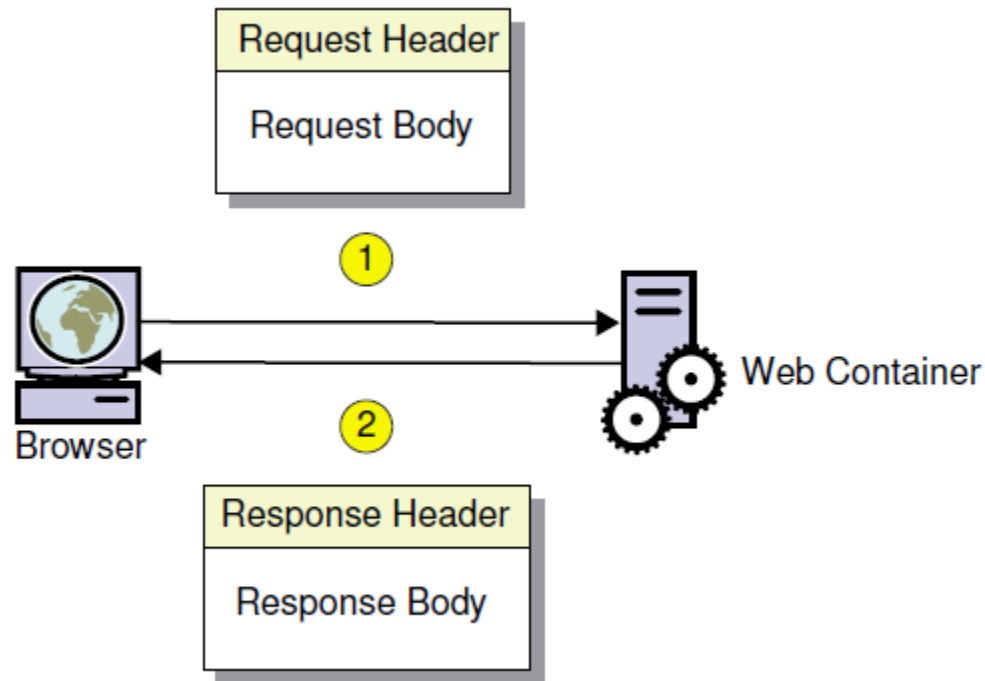 Request Header
Request Body
1
Web Container
2
Browser
Response Header
Response Body